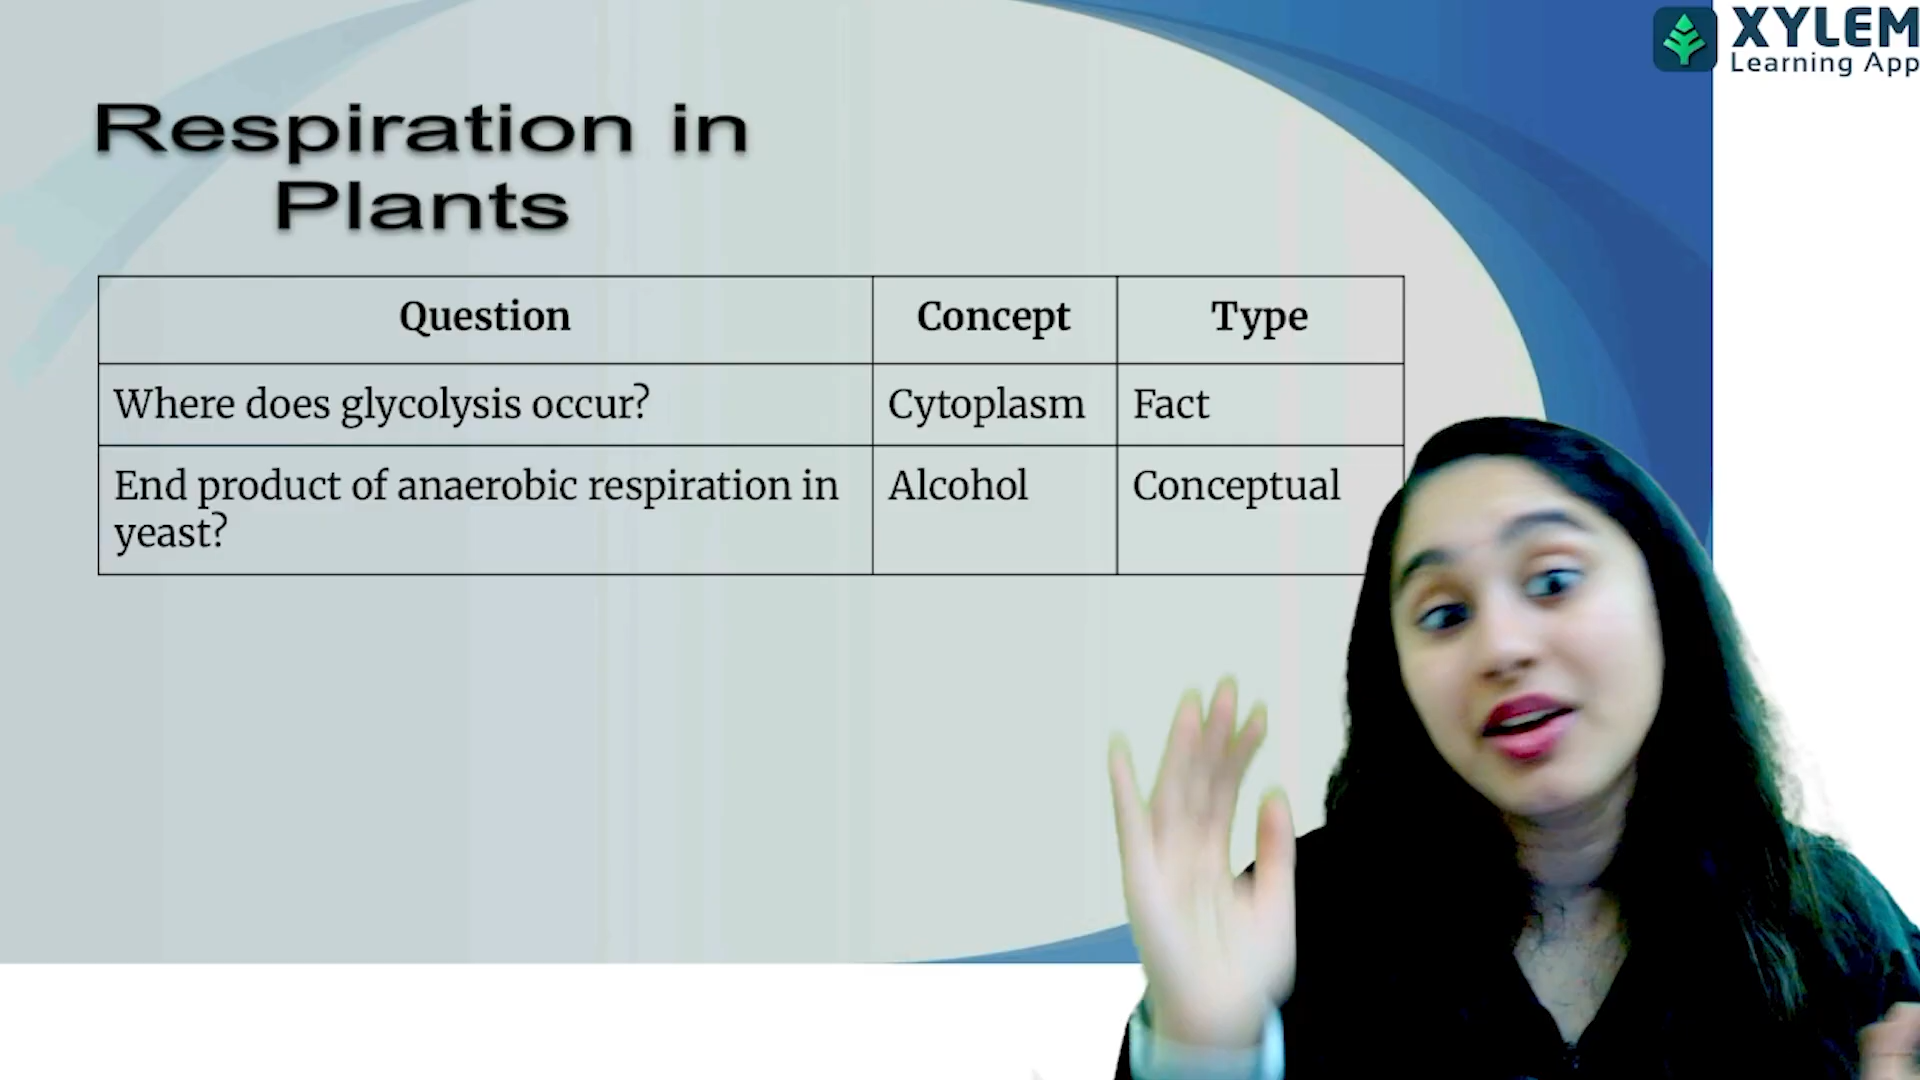 XYLEM
Learning App
Respiration in
Plants
Question Concept Type
Where does glycolysis occur? Cytoplasm Fact
End product of anaerobic respiration in Alcohol Conceptual
yeast?